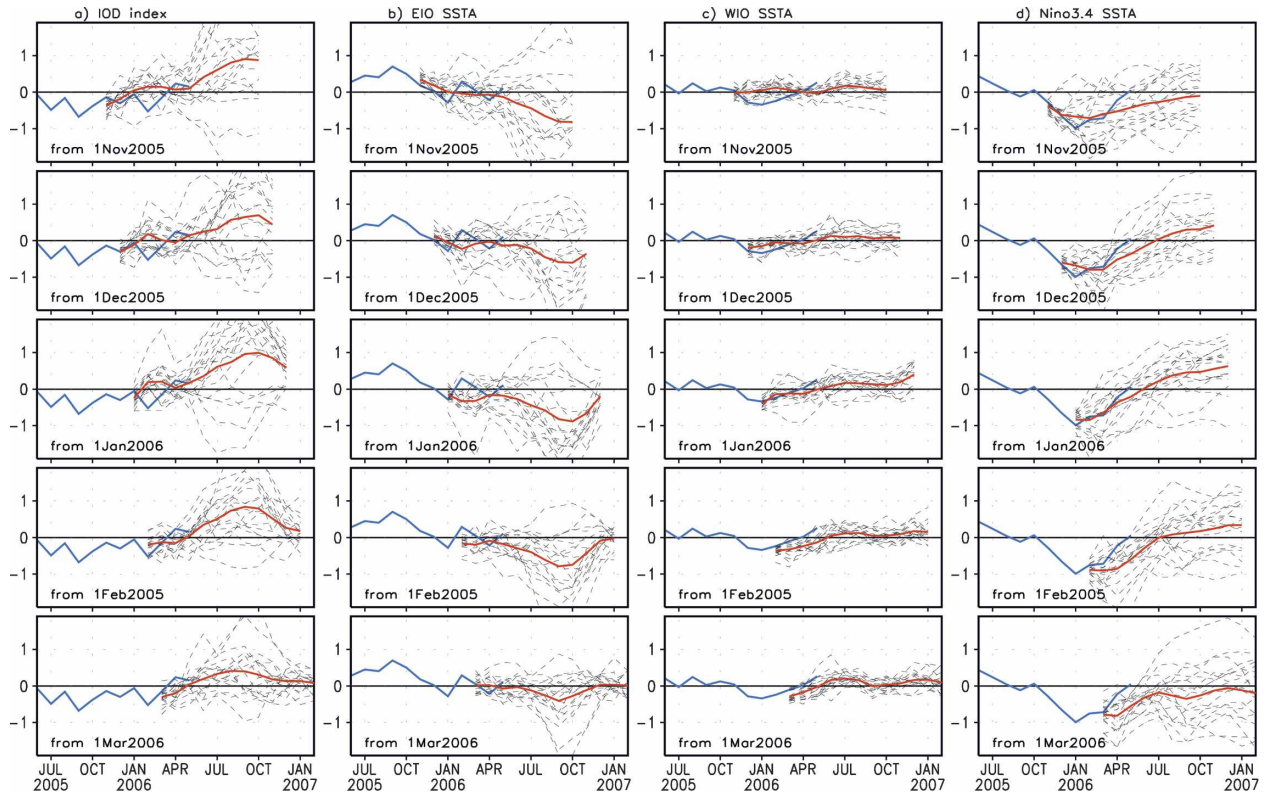 a) IOD index b) EIO SSTA c) WIO SSTA d) Nino3.4 SSTA
1
0
-1
from 1Nov2005 from 1Nov2005 from 1Nov2005 from 1Nov2005
1
0
-1
from 1Dec2005 from 1Dec2005 from 1Dec2005 from 1Dec2005
1
0
-1
from 1Jan2006 from 1Jan2006 from 1Jan2006 from 1Jan2006
1
0
-1
from 1Feb2005 from 1Feb2005 from 1Feb2005 from 1Feb2005
1
0
-1
from 1Mar2006 from 1Mar2006 from 1Mar2006 from 1Mar2006
JUL OCT JAN APR JUL OCT JAN JUL OCT JAN APR JUL OCT JAN JUL OCT JAN APR JUL OCT JAN JUL OCT JAN APR JUL OCT JAN
2005 2006 2007 2005 2006 2007 2005 2006 2007 2005 2006 2007